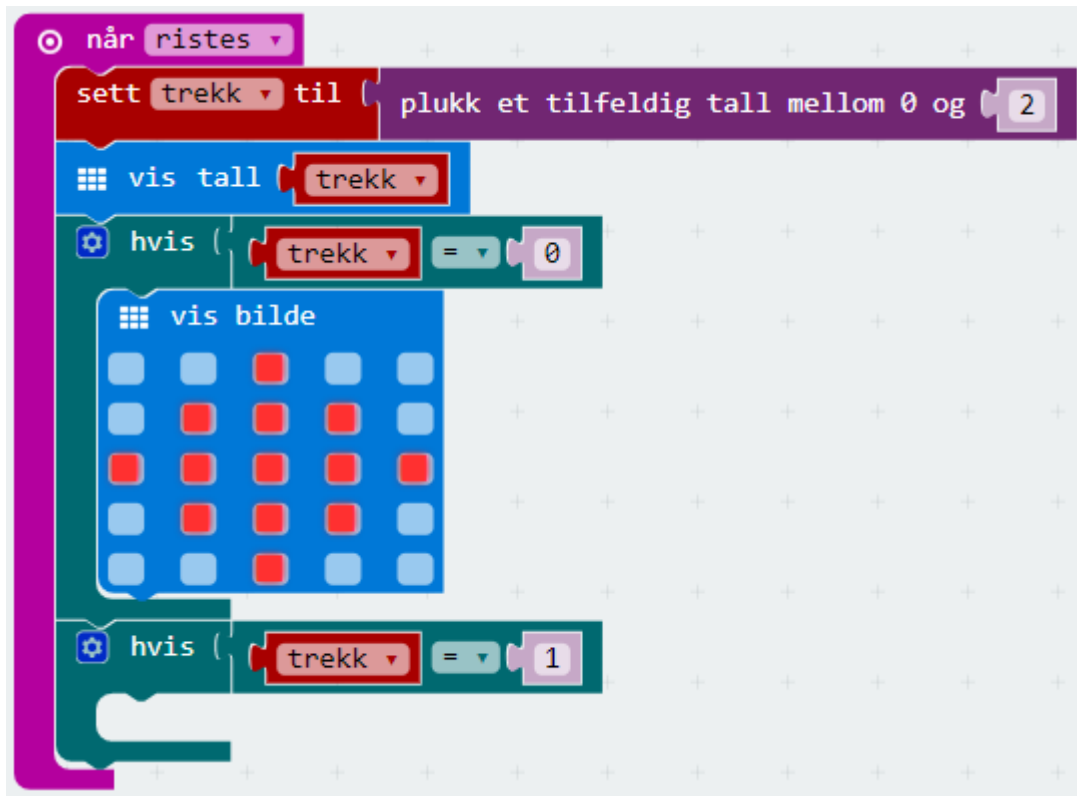 når ristes
sett trekk til plukk et tilfeldig tall mellom 0 og 2
vis tall trekk
hvis trekk = 0
vis bilde
hvis trekk = 1